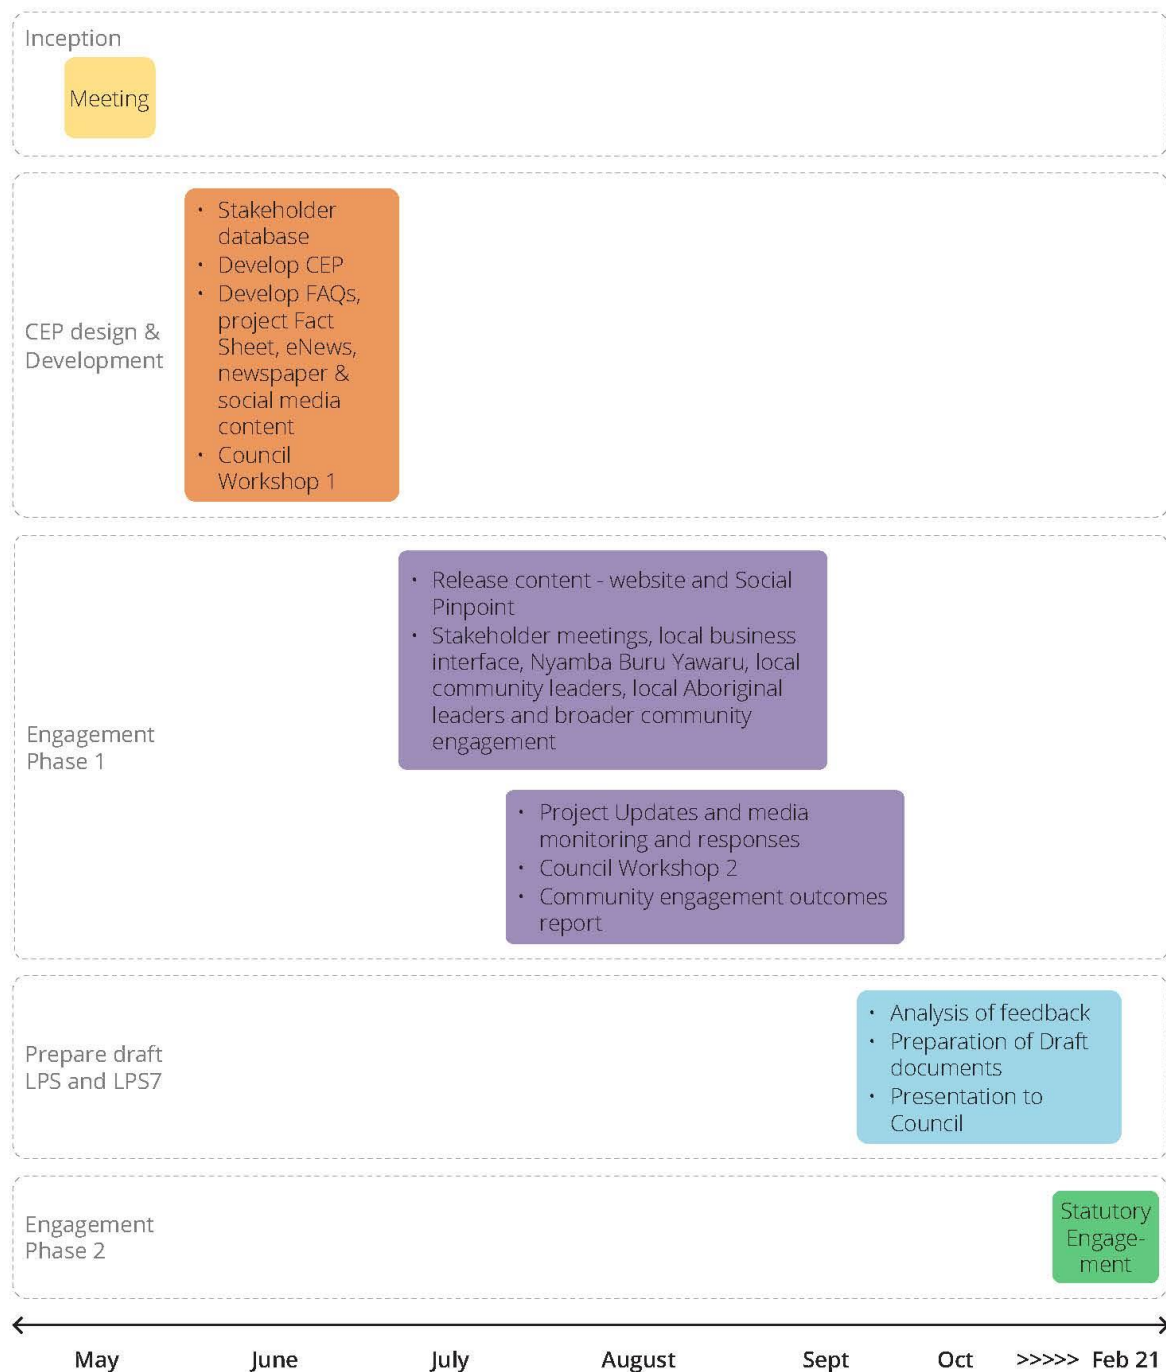 Inception
Meeting
CEP design &
Development
• Stakeholder
database
• Develop CEP
• Develop FAQs,
project Fact
Sheet, eNews,
newspaper &
social media
content
• Council
Workshop 1
Engagement
Phase 1
• Release content - website and Social
Pinpoint
• Stakeholder meetings, local business
interface, Nyamba Buru Yawaru, local
community leaders, local Aboriginal
leaders and broader community
engagement
• Project Updates and media
monitoring and responses
• Council Workshop 2
• Community engagement outcomes
report
Prepare draft
LPS and LPS7
• Analysis of feedback
• Preparation of Draft
documents
• Presentation to
Council
Engagement
Phase 2
Statutory
Engage-
ment
May June July August Sept Oct >>>>> Feb 21